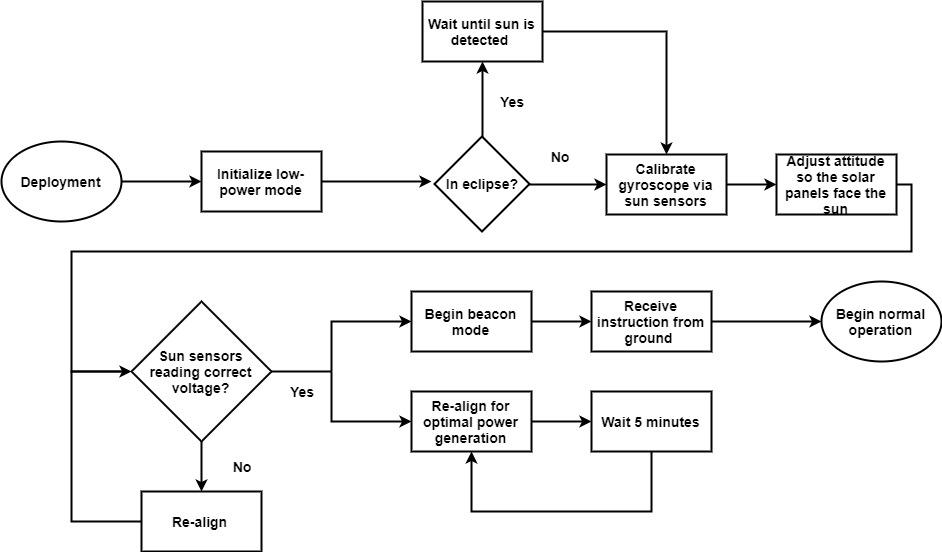 Wait until sun is
detected
Yes
No
Deployment
Initialize low-
power mode
In eclipse?
Calibrate
gyroscope via
sun sensors
Adjust attitude
so the solar
panels face the
sun
Sun sensors
reading correct
voltage?
Yes
No
Re-align
Begin beacon
mode
Receive
instruction from
ground
Begin normal
operation
Re-align for
optimal power
generation
Wait 5 minutes